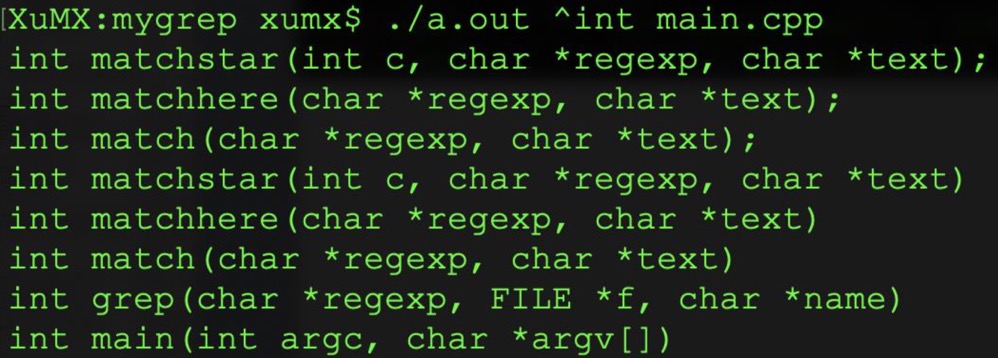 [XuMX:mygrep xumx$ ./a.out ^int main.cpp
int matchstar(int c, char *regexp, char *text);
int matchhere(char *regexp, char *text);
int match(char *regexp, char *text);
int matchstar(int c, char *regexp, char *text)
int matchhere(char *regexp, char *text)
int match(char *regexp, char *text)
int grep(char *regexp, FILE *f, char *name)
int main(int argc, char *argv[])